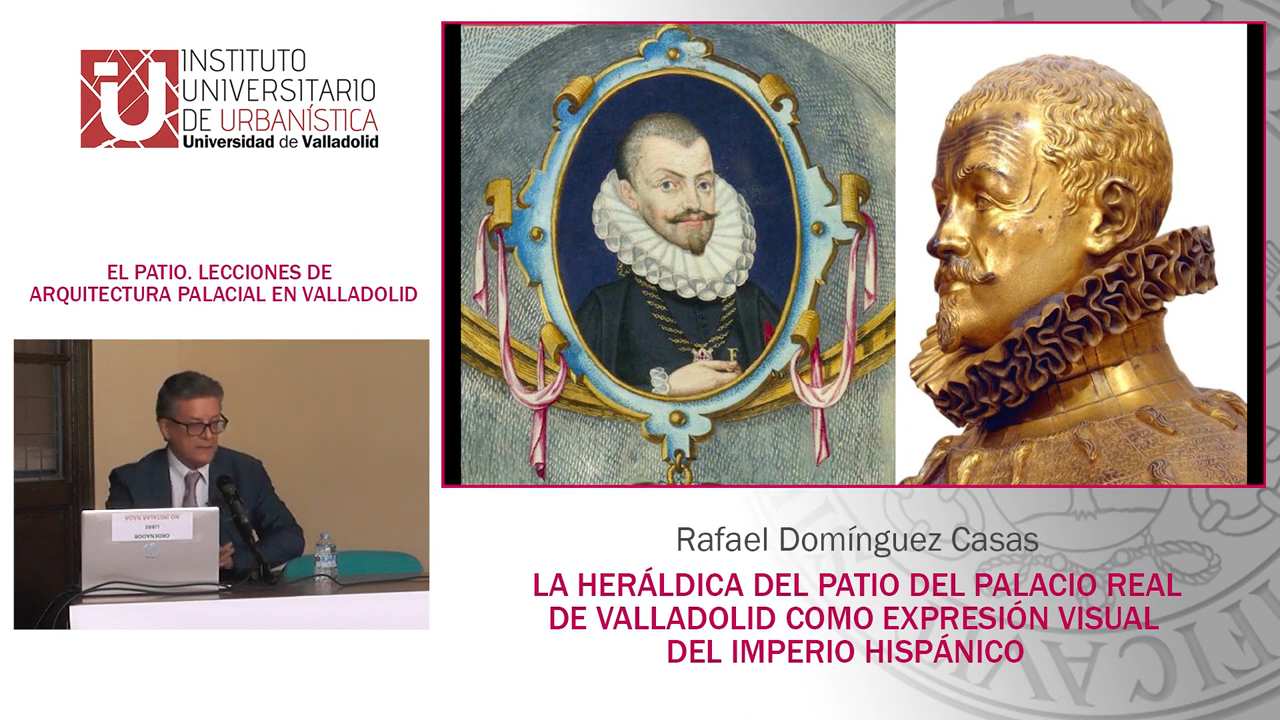 INSTITUTO
UNIVERSITARIO
DE URBANÍSTICA
Universidad de Valladolid
EL PATIO. LECCIONES DE
ARQUITECTURA PALACIAL EN VALLADOLID
ORDENADOR
LIBRE
NO INSTALAR NADA
Rafael Domínguez Casas
LA HERÁLDICA DEL PATIO DEL PALACIO REAL
DE VALLADOLID COMO EXPRESIÓN VISUAL
DEL IMPERIO HISPÁNICO